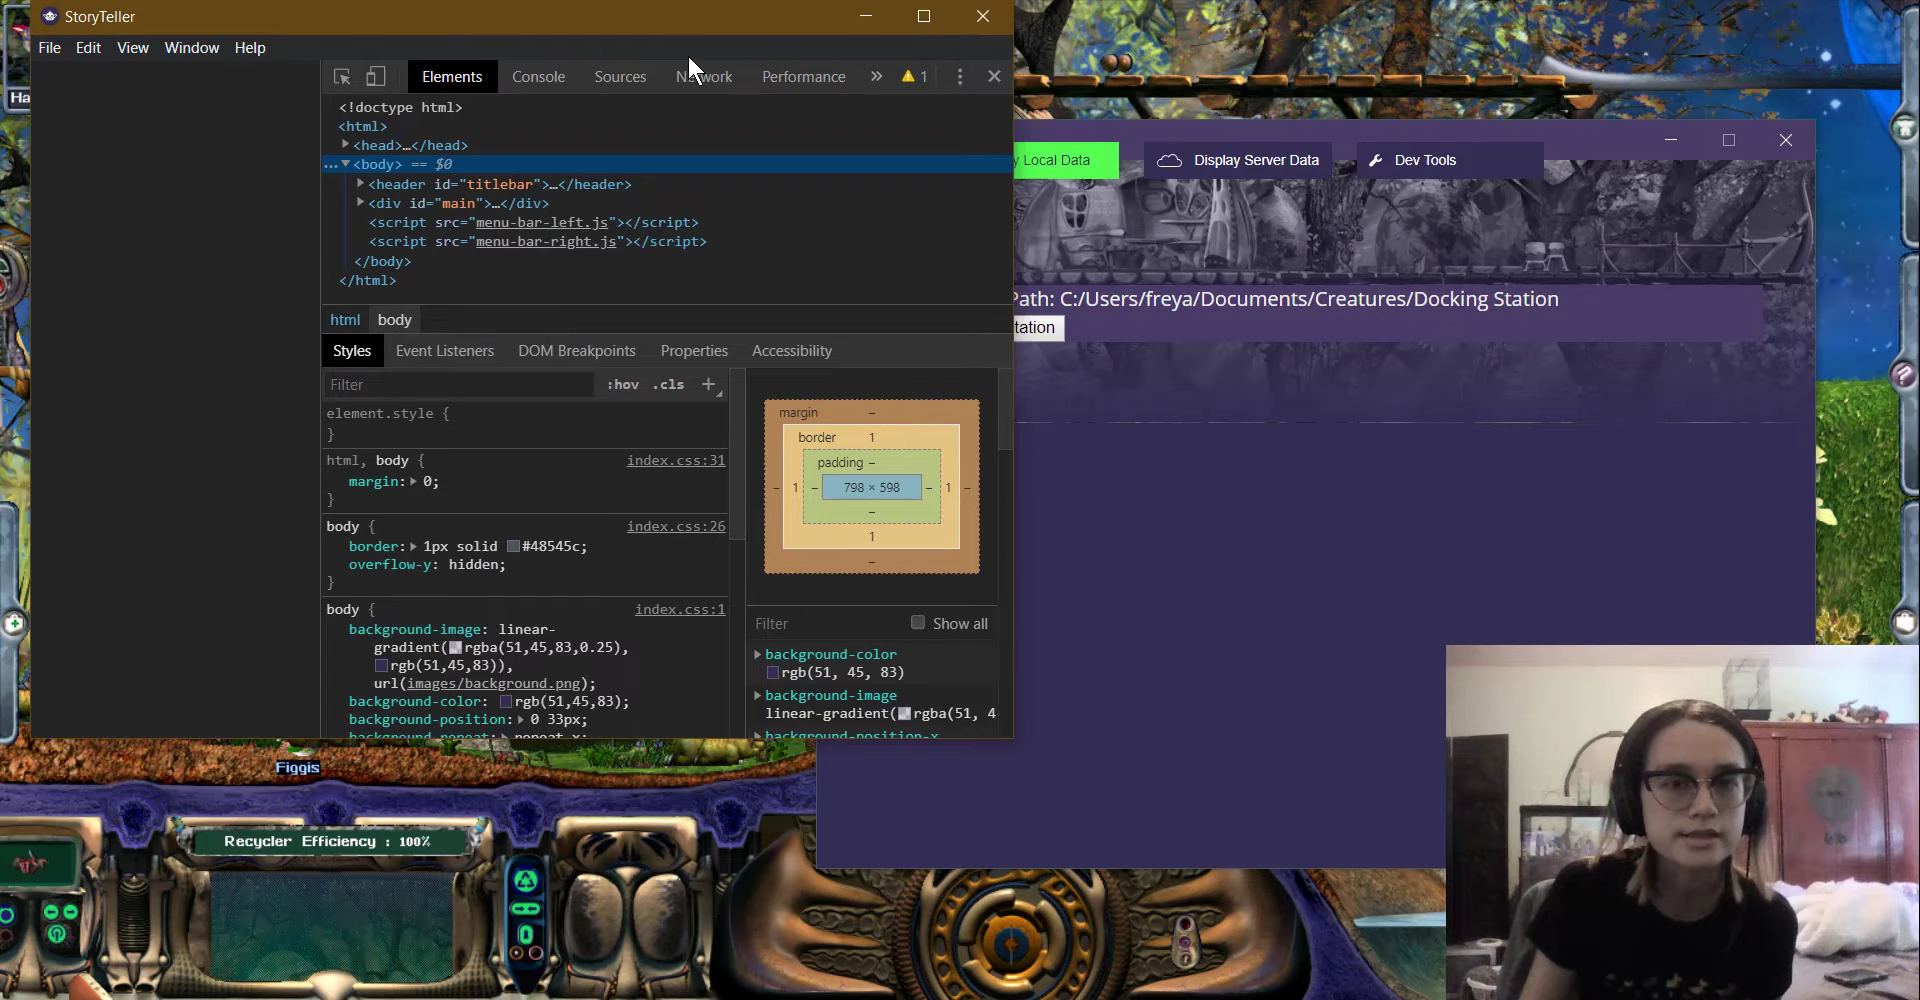 StoryTeller
File Edit View Window Help
Elements Console Sources Network Performance » 1
<!doctype html>
<html>
<head>…</head>
… <body> == $0
<header id="titlebar">…</header>
<div id="main">…</div>
<script src="menu-bar-left.js"></script>
<script src="menu-bar-right.js"></script>
</body>
</html>
html body
Styles Event Listeners DOM Breakpoints Properties Accessibility
Filter :hov .cls +
element.style {
}
html, body { index.css:31
margin: 0;
}
body { index.css:26
border: 1px solid #48545c;
overflow-y: hidden;
}
body { index.css:1
background-image: linear-
gradient(rgba(51,45,83,0.25),
rgb(51,45,83)),
url(images/background.png);
background-color: rgb(51,45,83);
background-position: 0 33px;
background-repeat: repeat-x;
margin –
border 1
padding –
– 1 – 798 × 598 – 1 –
–
1
–
Filter Show all
background-color
rgb(51, 45, 83)
background-image
linear-gradient(rgba(51, 4
background-position-x
Ha
y Local Data Display Server Data Dev Tools
Path: C:/Users/freya/Documents/Creatures/Docking Station
tation
Figgis
Recycler Efficiency : 100%